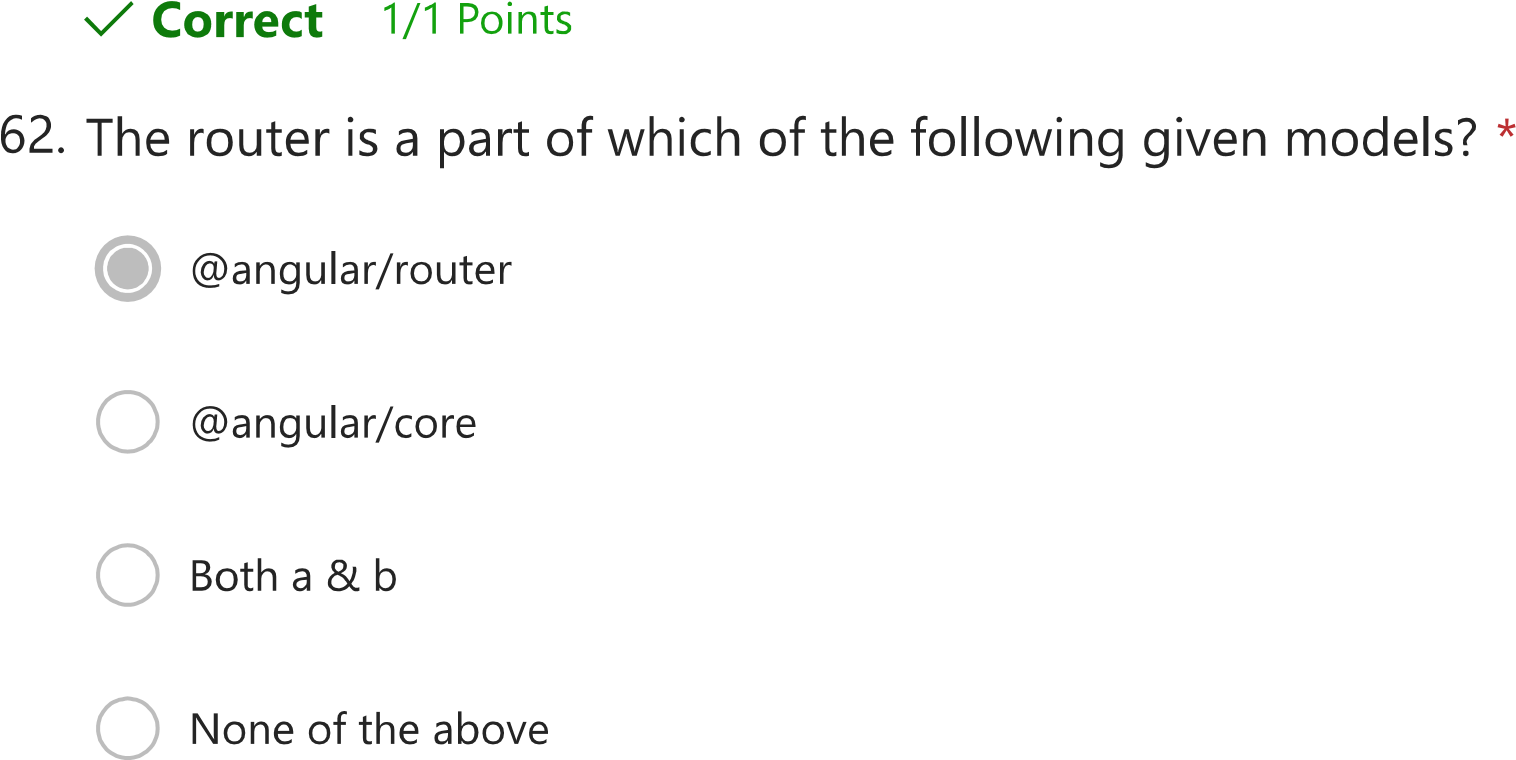 Correct 1/1 Points
62. The router is a part of which of the following given models? *
@angular/router
@angular/core
Both a & b
None of the above